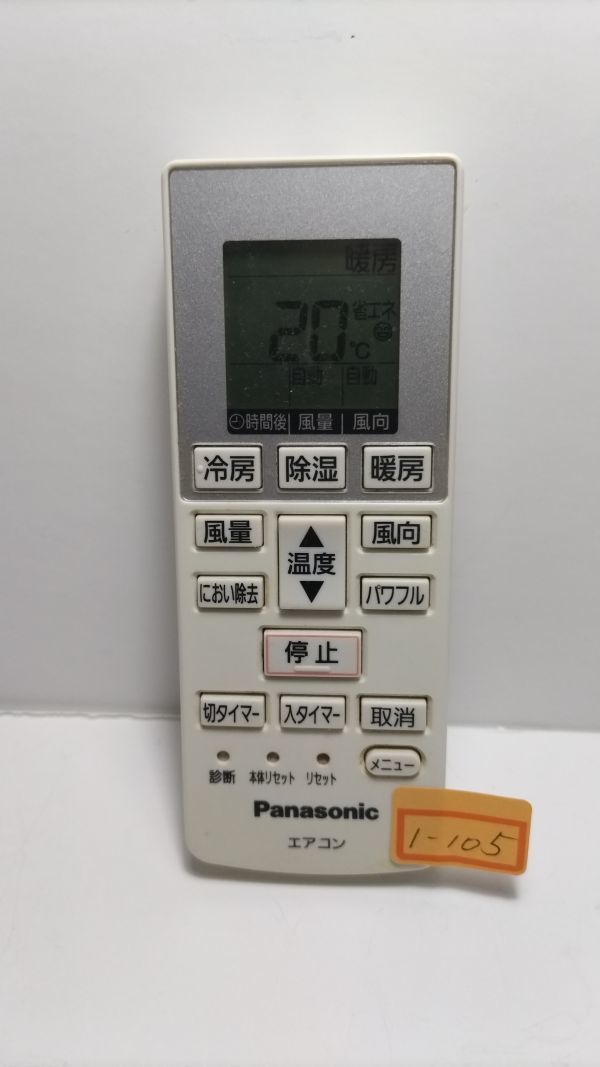 暖房
20℃ 省エネ
自動 自動
時間後 風量 風向
冷房 除湿 暖房
風量 ▲ 温度 ▼ 風向
におい除去 パワフル
停止
切タイマー 入タイマー 取消
診断 本体リセット リセット メニュー
Panasonic
エアコン
1-105